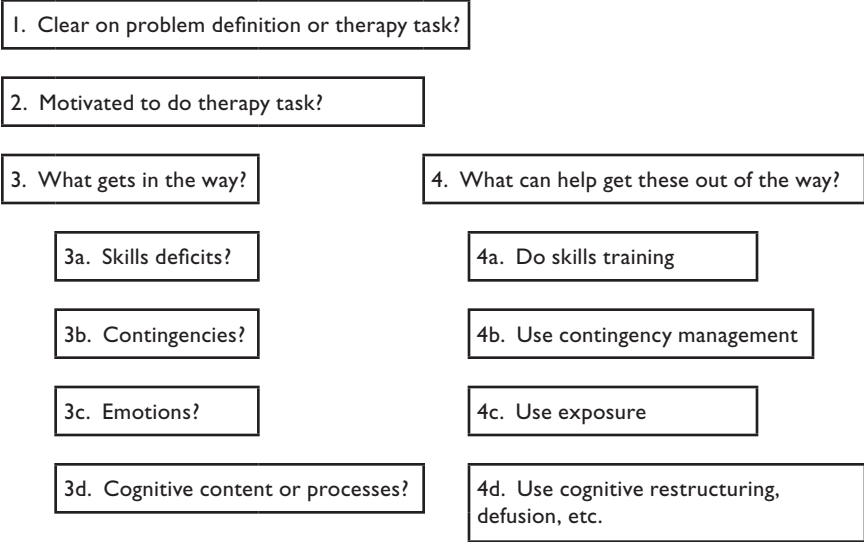 1. Clear on problem definition or therapy task?
2. Motivated to do therapy task?
3. What gets in the way?
4. What can help get these out of the way?
3a. Skills deficits?
4a. Do skills training
3b. Contingencies?
4b. Use contingency management
3c. Emotions?
4c. Use exposure
3d. Cognitive content or processes?
4d. Use cognitive restructuring,
defusion, etc.